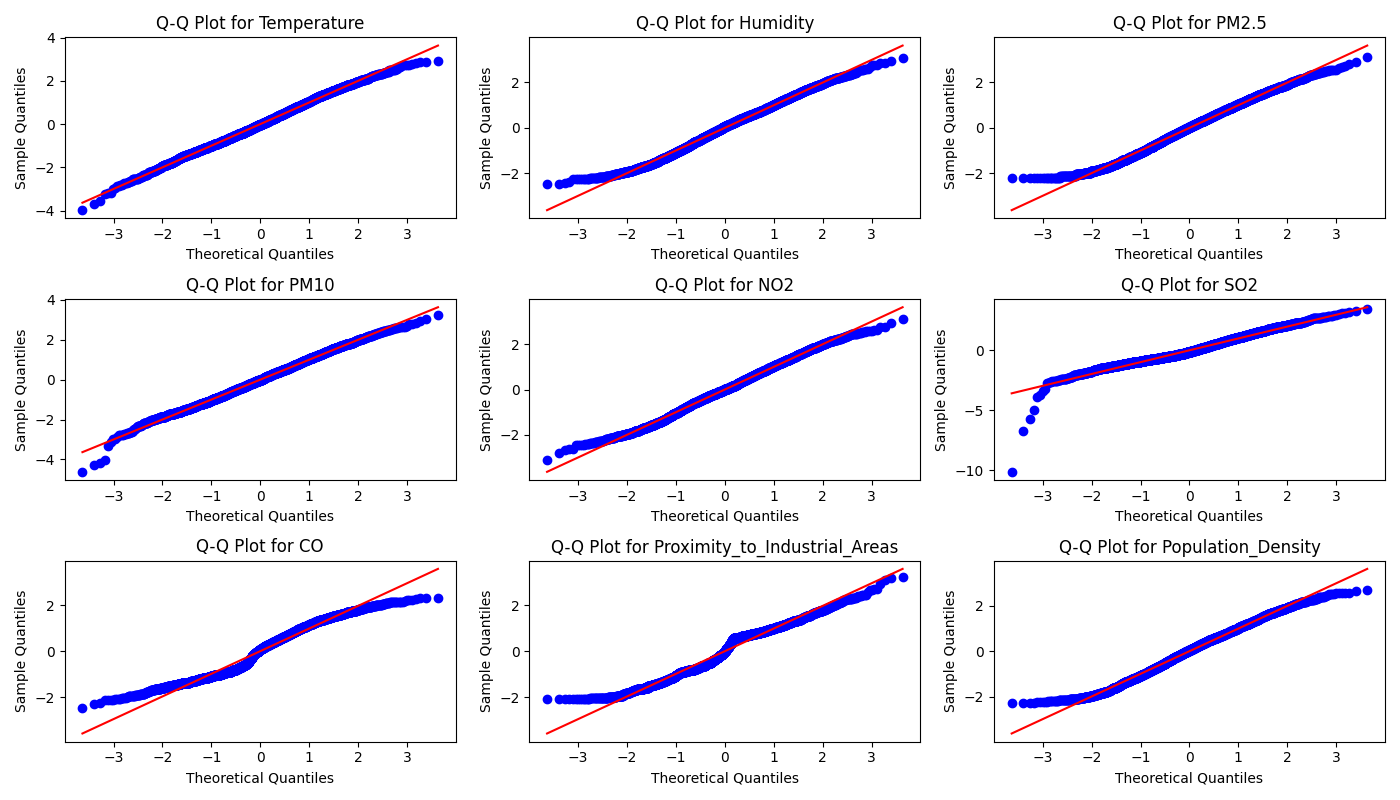 Q-Q Plot for Temperature
Q-Q Plot for Humidity
Q-Q Plot for PM2.5
Sample Quantiles
4
2
0
−2
−4
Sample Quantiles
2
0
−2
Sample Quantiles
2
0
−2
−3 −2 −1 0 1 2 3
−3 −2 −1 0 1 2 3
−3 −2 −1 0 1 2 3
Theoretical Quantiles
Theoretical Quantiles
Theoretical Quantiles
Q-Q Plot for PM10
Q-Q Plot for NO2
Q-Q Plot for SO2
Sample Quantiles
4
2
0
−2
−4
Sample Quantiles
2
0
−2
Sample Quantiles
0
−5
−10
−3 −2 −1 0 1 2 3
−3 −2 −1 0 1 2 3
−3 −2 −1 0 1 2 3
Theoretical Quantiles
Theoretical Quantiles
Theoretical Quantiles
Q-Q Plot for CO
Q-Q Plot for Proximity_to_Industrial_Areas
Q-Q Plot for Population_Density
Sample Quantiles
2
0
−2
Sample Quantiles
2
0
−2
Sample Quantiles
2
0
−2
−3 −2 −1 0 1 2 3
−3 −2 −1 0 1 2 3
−3 −2 −1 0 1 2 3
Theoretical Quantiles
Theoretical Quantiles
Theoretical Quantiles